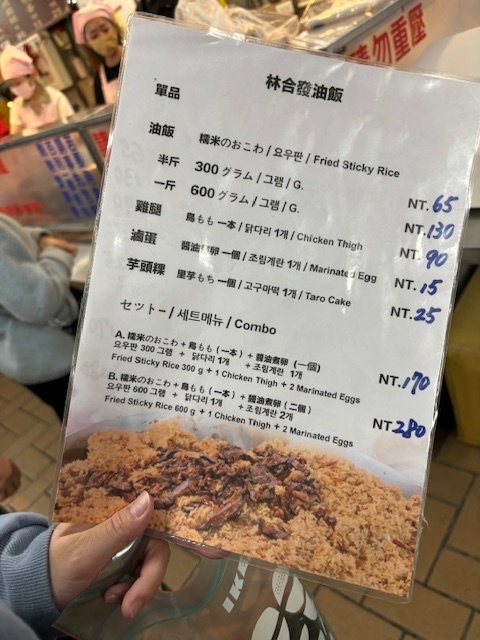 林合發油飯
單品
油飯 糯米のおこわ / 요우판 / Fried Sticky Rice
半斤 300 グラム / 그램 / G. NT. 65
一斤 600 グラム / 그램 / G. NT. 130
雞腿 鳥もも 一本 / 닭다리 1개 / Chicken Thigh NT. 90
滷蛋 醬油煮卵 一個 / 조림계란 1개 / Marinated Egg NT. 15
芋頭粿 里芋もち 一個 / 고구마떡 1개 / Taro Cake NT. 25
セットー / 세트메뉴 / Combo
A. 糯米のおこわ + 鳥もも ( 一本 ) + 醬油煮卵 ( 一個)
요우판 300 그램 + 닭다리 1개 + 조림계란 1개
Fried Sticky Rice 300 g + 1 Chicken Thigh + 2 Marinated Eggs NT. 170
B. 糯米のおこわ + 鳥もも ( 一本 ) + 醬油煮卵 ( 二個 )
요우판 600 그램 + 닭다리 1개 + 조림계란 2개
Fried Sticky Rice 600 g + 1 Chicken Thigh + 2 Marinated Eggs NT. 280
請勿重壓
IKE